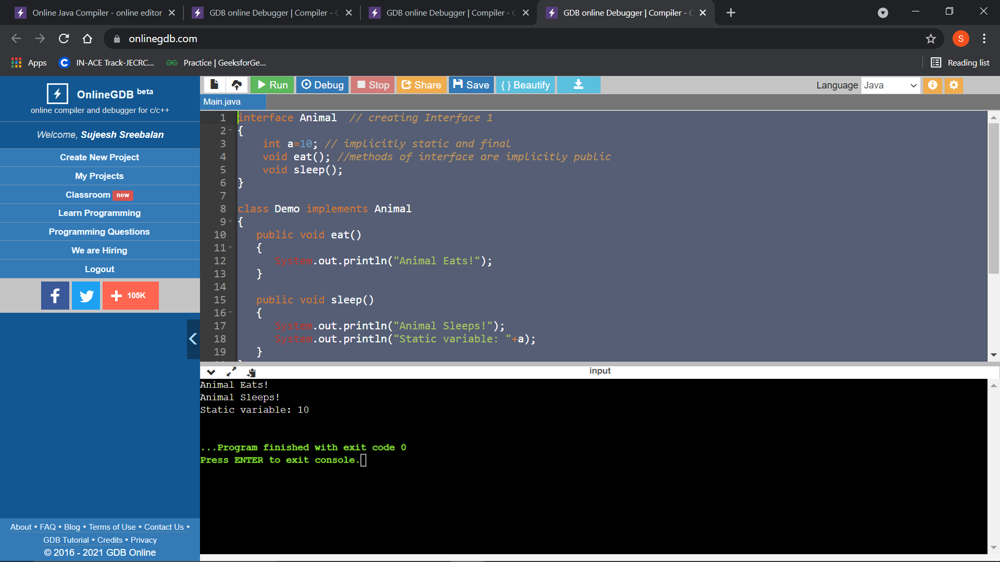 Online Java Compiler - online editor
GDB online Debugger | Compiler -
GDB online Debugger | Compiler -
GDB online Debugger | Compiler -
onlinegdb.com
S
Apps
IN-ACE Track-JECRC...
Practice | GeeksforGe...
Reading list
OnlineGDB beta
online compiler and debugger for c/c++
Welcome, Sujeesh Sreebalan
Create New Project
My Projects
Classroom new
Learn Programming
Programming Questions
We are Hiring
Logout
+ 105K
About • FAQ • Blog • Terms of Use • Contact Us •
GDB Tutorial • Credits • Privacy
© 2016 - 2021 GDB Online
Run Debug Stop Share Save { } Beautify Language Java
Main.java
1 interface Animal // creating Interface 1
2 {
3 int a=10; // implicitly static and final
4 void eat(); //methods of interface are implicitly public
5 void sleep();
6 }
7
8 class Demo implements Animal
9 {
10 public void eat()
11 {
12 System.out.println("Animal Eats!");
13 }
14
15 public void sleep()
16 {
17 System.out.println("Animal Sleeps!");
18 System.out.println("Static variable: "+a);
19 }
input
Animal Eats!
Animal Sleeps!
Static variable: 10
...Program finished with exit code 0
Press ENTER to exit console.